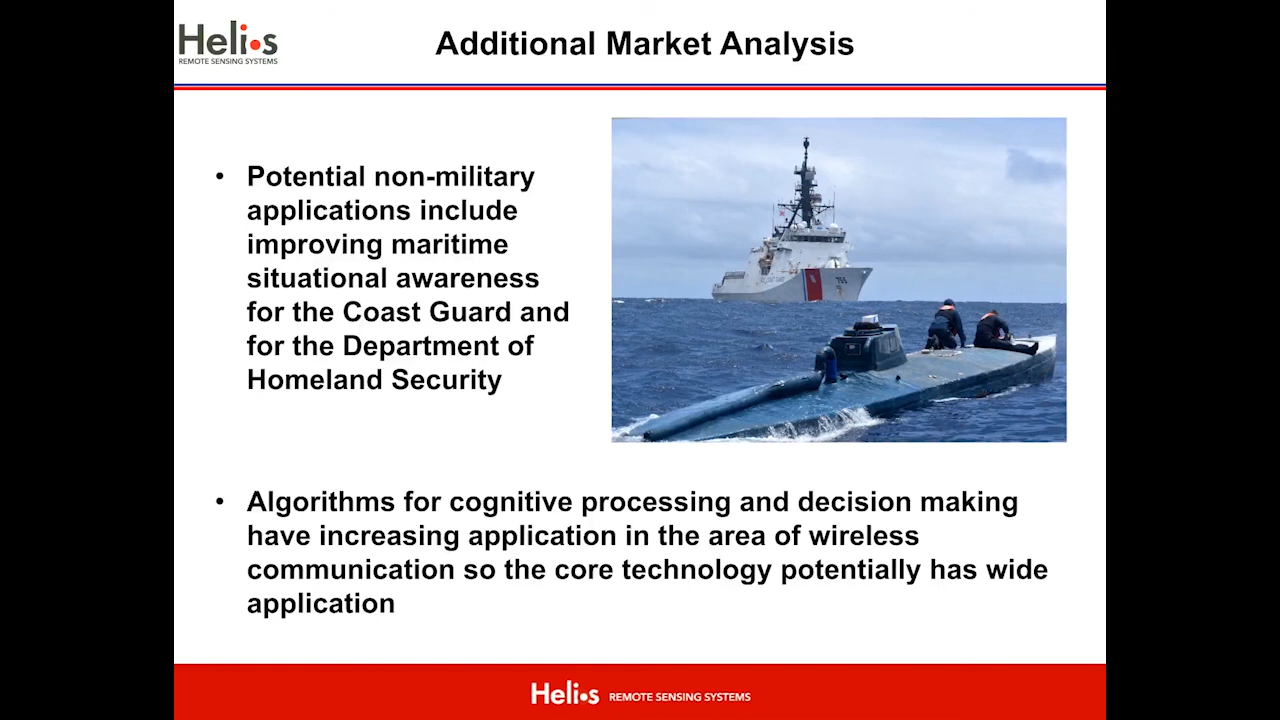 Helios
REMOTE SENSING SYSTEMS
Additional Market Analysis
• Potential non-military
applications include
improving maritime
situational awareness
for the Coast Guard and
for the Department of
Homeland Security
755
• Algorithms for cognitive processing and decision making
have increasing application in the area of wireless
communication so the core technology potentially has wide
application
Helios REMOTE SENSING SYSTEMS